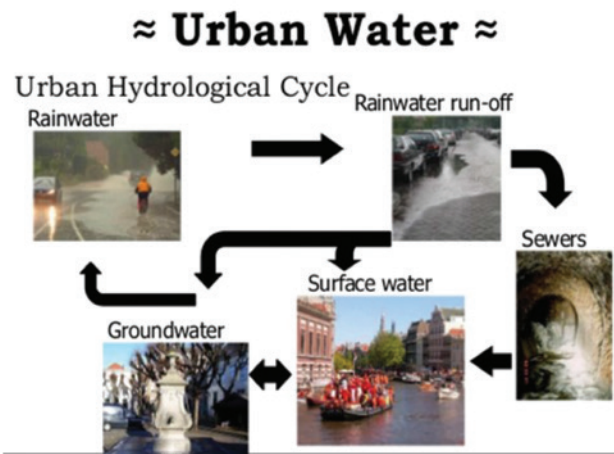 ≈ Urban Water ≈
Urban Hydrological Cycle
Rainwater
Rainwater run-off
Sewers
Surface water
Groundwater